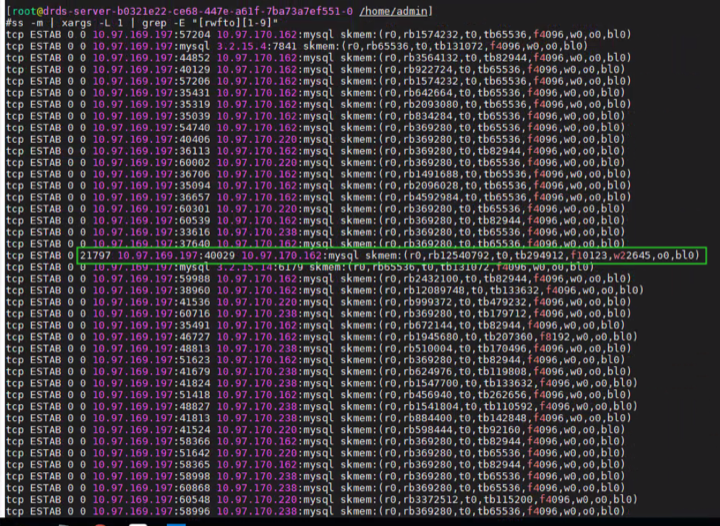 [root@drds-server-b0321e22-ce68-447e-a61f-7ba73a7ef551-0 /home/admin]
#ss -m | xargs -L 1 | grep -E "[rwfto][1-9]"
tcp ESTAB 0 0 10.97.169.197:57204 10.97.170.162:mysql skmem:(r0,rb1574232,t0,tb65536,f4096,w0,o0,bl0)
tcp ESTAB 0 0 10.97.169.197:mysql 3.2.15.4:7841 skmem:(r0,rb65536,t0,tb131072,f4096,w0,o0,bl0)
tcp ESTAB 0 0 10.97.169.197:44852 10.97.170.162:mysql skmem:(r0,rb3564132,t0,tb82944,f4096,w0,o0,bl0)
tcp ESTAB 0 0 10.97.169.197:40129 10.97.170.162:mysql skmem:(r0,rb922724,t0,tb65536,f4096,w0,o0,bl0)
tcp ESTAB 0 0 10.97.169.197:57206 10.97.170.162:mysql skmem:(r0,rb1574232,t0,tb65536,f4096,w0,o0,bl0)
tcp ESTAB 0 0 10.97.169.197:35431 10.97.170.162:mysql skmem:(r0,rb642664,t0,tb65536,f4096,w0,o0,bl0)
tcp ESTAB 0 0 10.97.169.197:35319 10.97.170.162:mysql skmem:(r0,rb2093080,t0,tb65536,f4096,w0,o0,bl0)
tcp ESTAB 0 0 10.97.169.197:35039 10.97.170.162:mysql skmem:(r0,rb834284,t0,tb65536,f4096,w0,o0,bl0)
tcp ESTAB 0 0 10.97.169.197:54740 10.97.170.162:mysql skmem:(r0,rb369280,t0,tb65536,f4096,w0,o0,bl0)
tcp ESTAB 0 0 10.97.169.197:40406 10.97.170.220:mysql skmem:(r0,rb369280,t0,tb65536,f4096,w0,o0,bl0)
tcp ESTAB 0 0 10.97.169.197:36113 10.97.170.162:mysql skmem:(r0,rb369280,t0,tb82944,f4096,w0,o0,bl0)
tcp ESTAB 0 0 10.97.169.197:60002 10.97.170.220:mysql skmem:(r0,rb369280,t0,tb65536,f4096,w0,o0,bl0)
tcp ESTAB 0 0 10.97.169.197:36706 10.97.170.162:mysql skmem:(r0,rb1491688,t0,tb65536,f4096,w0,o0,bl0)
tcp ESTAB 0 0 10.97.169.197:35094 10.97.170.162:mysql skmem:(r0,rb2096028,t0,tb65536,f4096,w0,o0,bl0)
tcp ESTAB 0 0 10.97.169.197:36657 10.97.170.162:mysql skmem:(r0,rb4592984,t0,tb65536,f4096,w0,o0,bl0)
tcp ESTAB 0 0 10.97.169.197:60301 10.97.170.220:mysql skmem:(r0,rb369280,t0,tb65536,f4096,w0,o0,bl0)
tcp ESTAB 0 0 10.97.169.197:60539 10.97.170.162:mysql skmem:(r0,rb369280,t0,tb82944,f4096,w0,o0,bl0)
tcp ESTAB 0 0 10.97.169.197:33616 10.97.170.238:mysql skmem:(r0,rb369280,t0,tb65536,f4096,w0,o0,bl0)
tcp ESTAB 0 0 10.97.169.197:37640 10.97.170.162:mysql skmem:(r0,rb369280,t0,tb65536,f4096,w0,o0,bl0)
tcp ESTAB 0 21797 10.97.169.197:40029 10.97.170.162:mysql skmem:(r0,rb12540792,t0,tb294912,f10123,w22645,o0,bl0)
tcp ESTAB 0 0 10.97.169.197:mysql 3.2.15.14:6179 skmem:(r0,rb65536,t0,tb131072,f4096,w0,o0,bl0)
tcp ESTAB 0 0 10.97.169.197:59988 10.97.170.162:mysql skmem:(r0,rb2432100,t0,tb82944,f4096,w0,o0,bl0)
tcp ESTAB 0 0 10.97.169.197:38960 10.97.170.162:mysql skmem:(r0,rb12089748,t0,tb133632,f4096,w0,o0,bl0)
tcp ESTAB 0 0 10.97.169.197:41536 10.97.170.220:mysql skmem:(r0,rb999372,t0,tb479232,f4096,w0,o0,bl0)
tcp ESTAB 0 0 10.97.169.197:60716 10.97.170.238:mysql skmem:(r0,rb369280,t0,tb179712,f4096,w0,o0,bl0)
tcp ESTAB 0 0 10.97.169.197:35491 10.97.170.162:mysql skmem:(r0,rb672144,t0,tb82944,f4096,w0,o0,bl0)
tcp ESTAB 0 0 10.97.169.197:46727 10.97.170.162:mysql skmem:(r0,rb1945680,t0,tb207360,f8192,w0,o0,bl0)
tcp ESTAB 0 0 10.97.169.197:48813 10.97.170.238:mysql skmem:(r0,rb510004,t0,tb170496,f4096,w0,o0,bl0)
tcp ESTAB 0 0 10.97.169.197:51623 10.97.170.162:mysql skmem:(r0,rb369280,t0,tb82944,f4096,w0,o0,bl0)
tcp ESTAB 0 0 10.97.169.197:41679 10.97.170.238:mysql skmem:(r0,rb624976,t0,tb119808,f4096,w0,o0,bl0)
tcp ESTAB 0 0 10.97.169.197:41824 10.97.170.238:mysql skmem:(r0,rb1547700,t0,tb133632,f4096,w0,o0,bl0)
tcp ESTAB 0 0 10.97.169.197:51418 10.97.170.162:mysql skmem:(r0,rb456940,t0,tb262656,f4096,w0,o0,bl0)
tcp ESTAB 0 0 10.97.169.197:48827 10.97.170.238:mysql skmem:(r0,rb1541804,t0,tb110592,f4096,w0,o0,bl0)
tcp ESTAB 0 0 10.97.169.197:41813 10.97.170.238:mysql skmem:(r0,rb884400,t0,tb142848,f4096,w0,o0,bl0)
tcp ESTAB 0 0 10.97.169.197:41524 10.97.170.220:mysql skmem:(r0,rb598444,t0,tb92160,f4096,w0,o0,bl0)
tcp ESTAB 0 0 10.97.169.197:58366 10.97.170.162:mysql skmem:(r0,rb369280,t0,tb82944,f4096,w0,o0,bl0)
tcp ESTAB 0 0 10.97.169.197:51642 10.97.170.220:mysql skmem:(r0,rb369280,t0,tb65536,f4096,w0,o0,bl0)
tcp ESTAB 0 0 10.97.169.197:58365 10.97.170.162:mysql skmem:(r0,rb369280,t0,tb82944,f4096,w0,o0,bl0)
tcp ESTAB 0 0 10.97.169.197:58998 10.97.170.238:mysql skmem:(r0,rb369280,t0,tb65536,f4096,w0,o0,bl0)
tcp ESTAB 0 0 10.97.169.197:60868 10.97.170.238:mysql skmem:(r0,rb369280,t0,tb65536,f4096,w0,o0,bl0)
tcp ESTAB 0 0 10.97.169.197:60548 10.97.170.220:mysql skmem:(r0,rb3372512,t0,tb115200,f4096,w0,o0,bl0)
tcp ESTAB 0 0 10.97.169.197:58996 10.97.170.238:mysql skmem:(r0,rb369280,t0,tb65536,f4096,w0,o0,bl0)